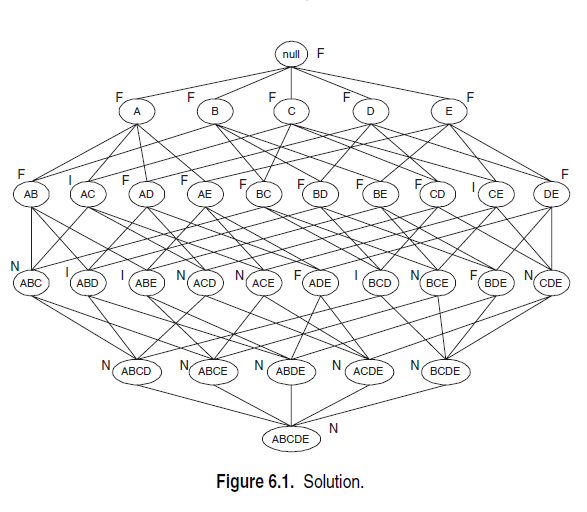 null F
F F F F F
A B C D E
F I F F F F F F I F
AB AC AD AE BC BD BE CD CE DE
N I I N N F I N F N
ABC ABD ABE ACD ACE ADE BCD BCE BDE CDE
N N N N N
ABCD ABCE ABDE ACDE BCDE
ABCDE N
Figure 6.1. Solution.